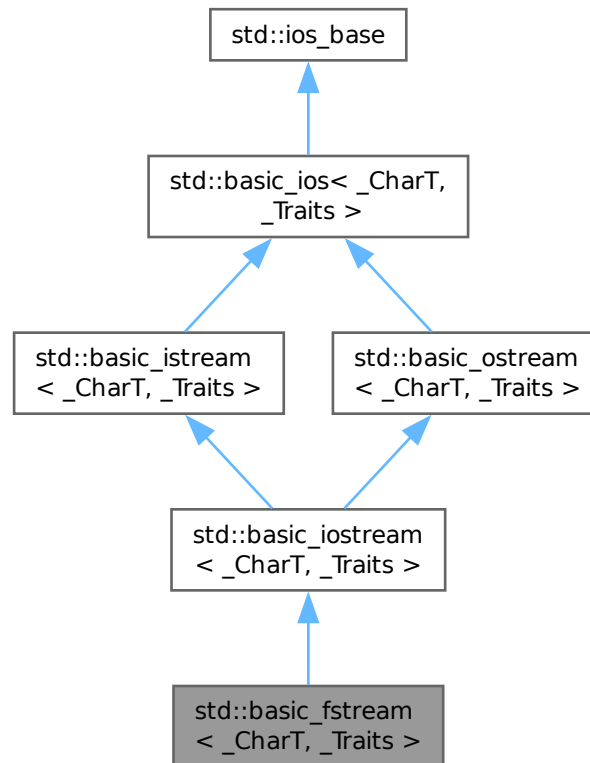 std::ios_base
std::basic_ios< _CharT,
_Traits >
std::basic_istream
< _CharT, _Traits >
std::basic_ostream
< _CharT, _Traits >
std::basic_iostream
< _CharT, _Traits >
std::basic_fstream
< _CharT, _Traits >